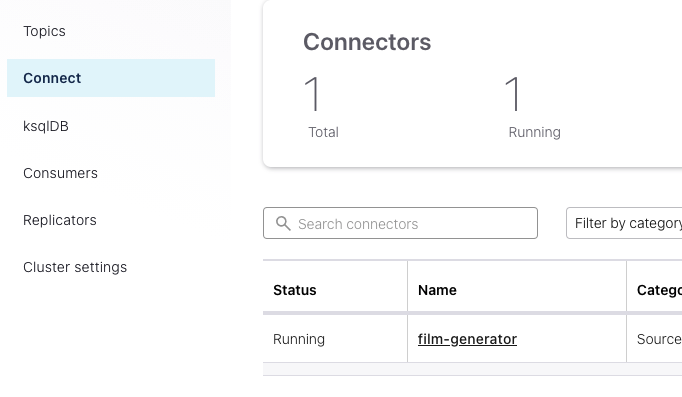 Topics
Connect
ksqlDB
Consumers
Replicators
Cluster settings
Connectors
1 1
Total Running
Search connectors Filter by category
Status Name Catego
Running film-generator Source